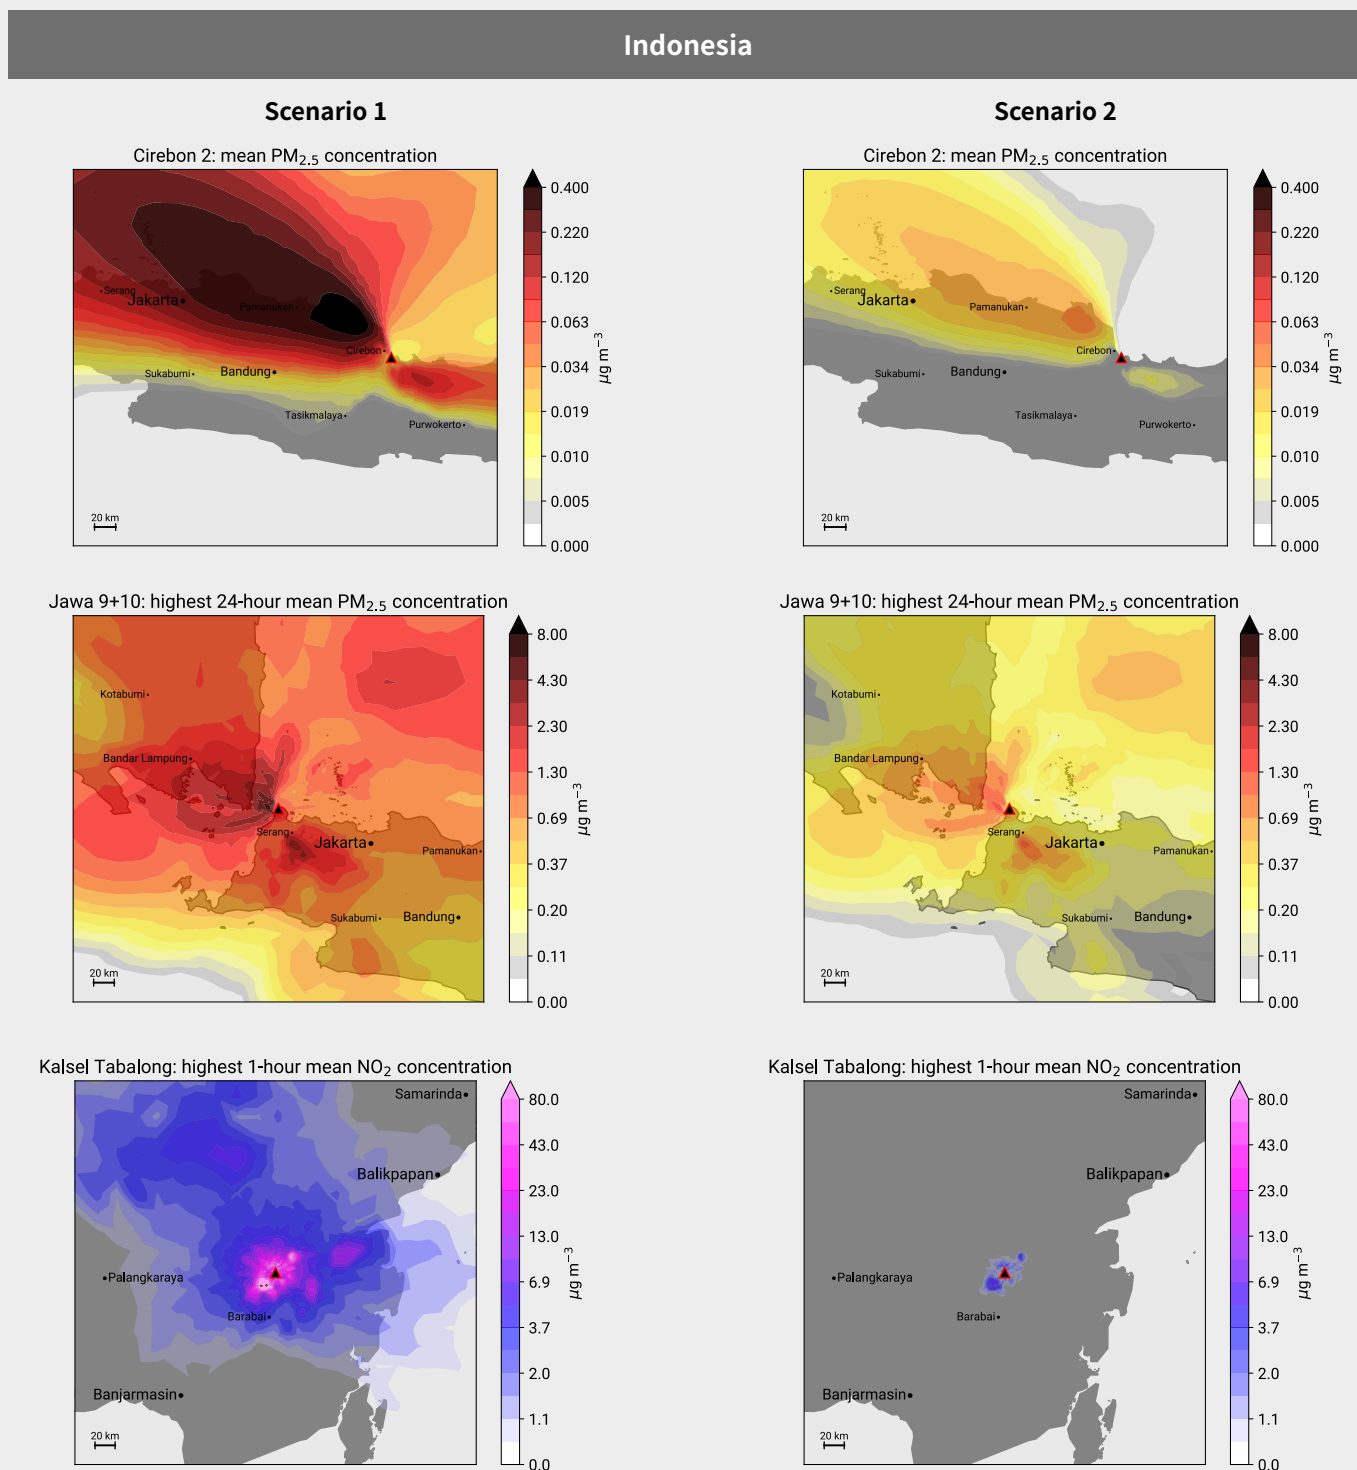 Indonesia
Scenario 1
Scenario 2
Cirebon 2: mean PM2.5 concentration
Serang
Jakarta
Pamanukan
Cirebon
Sukabumi
Bandung
Tasikmalaya
Purwokerto
20 km
0.400
0.220
0.120
0.063
0.034
0.019
0.010
0.005
0.000
µg m−3
Cirebon 2: mean PM2.5 concentration
Serang
Jakarta
Pamanukan
Cirebon
Sukabumi
Bandung
Tasikmalaya
Purwokerto
20 km
0.400
0.220
0.120
0.063
0.034
0.019
0.010
0.005
0.000
µg m−3
Jawa 9+10: highest 24-hour mean PM2.5 concentration
Kotabumi
Bandar Lampung
Serang
Jakarta
Pamanukan
Sukabumi
Bandung
20 km
8.00
4.30
2.30
1.30
0.69
0.37
0.20
0.11
0.00
µg m−3
Jawa 9+10: highest 24-hour mean PM2.5 concentration
Kotabumi
Bandar Lampung
Serang
Jakarta
Pamanukan
Sukabumi
Bandung
20 km
8.00
4.30
2.30
1.30
0.69
0.37
0.20
0.11
0.00
µg m−3
Kalsel Tabalong: highest 1-hour mean NO2 concentration
Samarinda
Balikpapan
Palangkaraya
Barabai
Banjarmasin
20 km
80.0
43.0
23.0
13.0
6.9
3.7
2.0
1.1
0.0
µg m−3
Kalsel Tabalong: highest 1-hour mean NO2 concentration
Samarinda
Balikpapan
Palangkaraya
Barabai
Banjarmasin
20 km
80.0
43.0
23.0
13.0
6.9
3.7
2.0
1.1
0.0
µg m−3